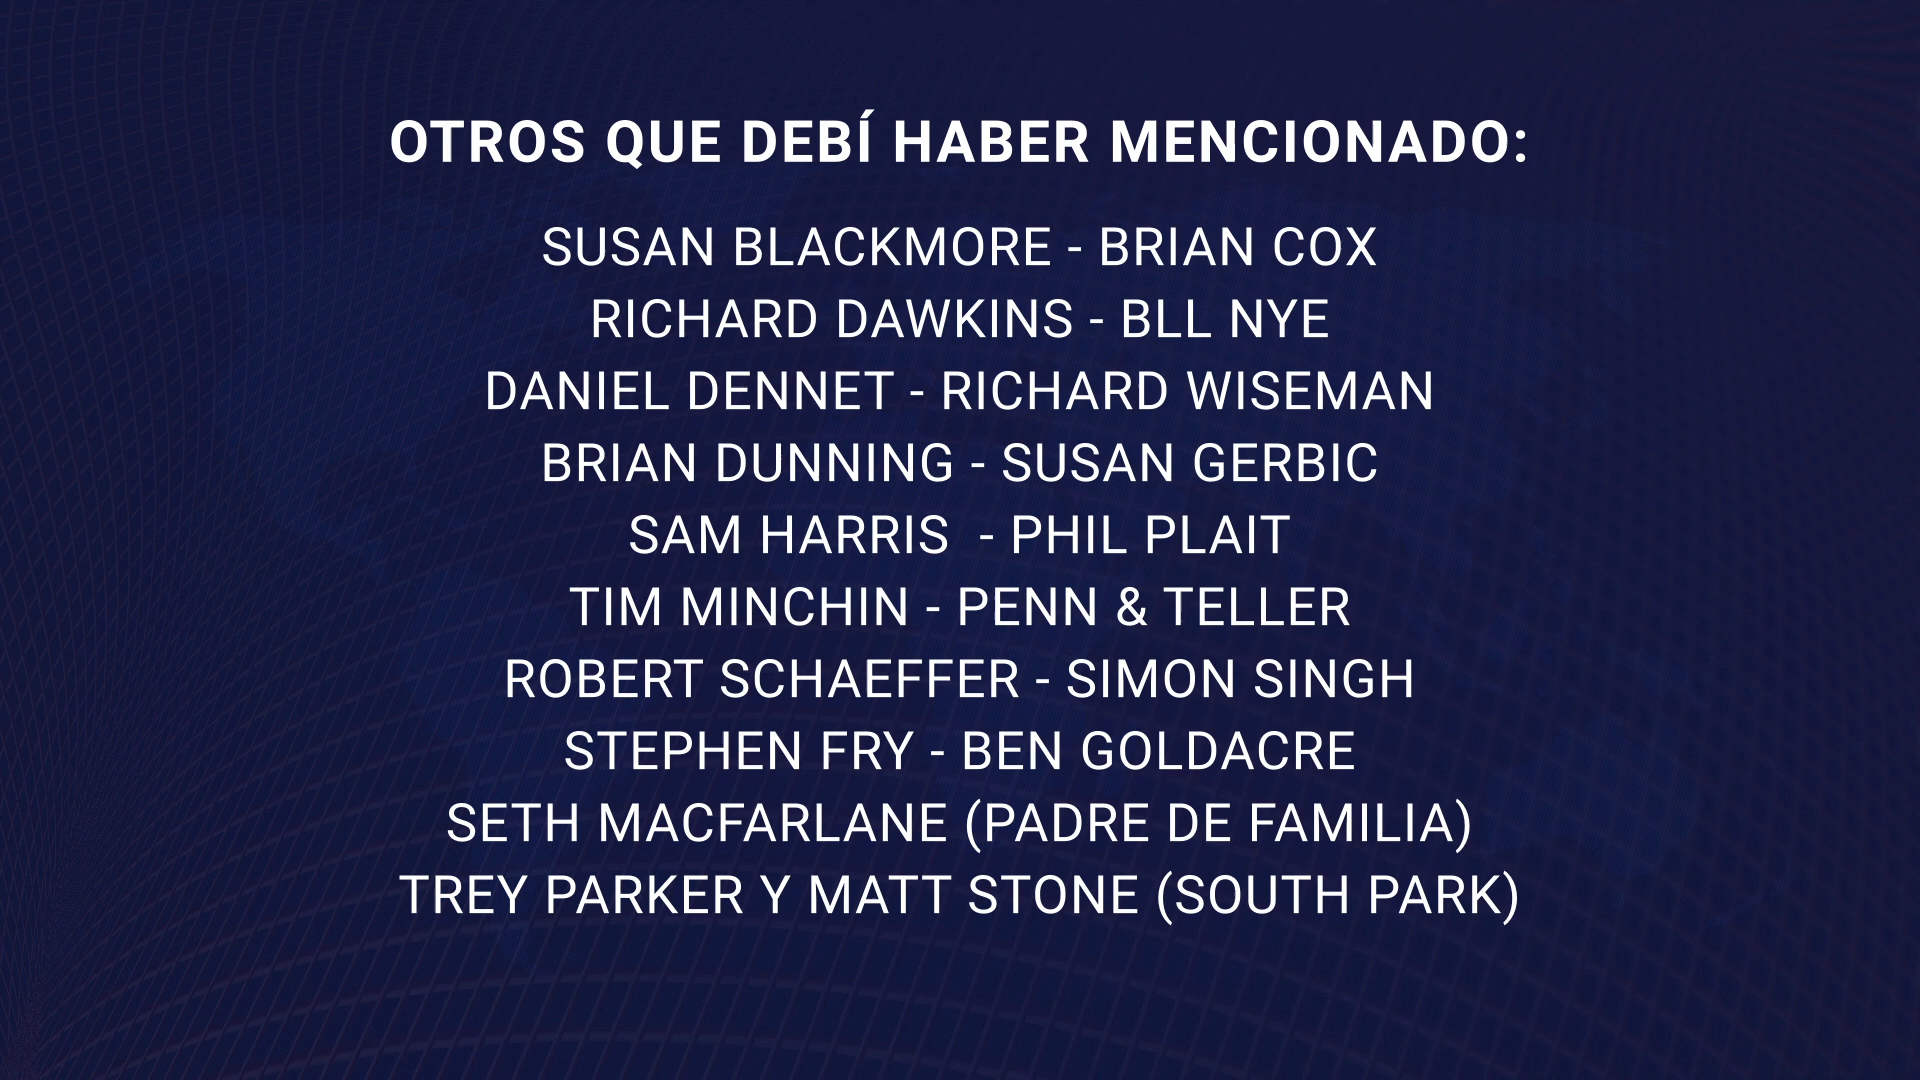 OTROS QUE DEBÍ HABER MENCIONADO:
SUSAN BLACKMORE - BRIAN COX
RICHARD DAWKINS - BLL NYE
DANIEL DENNET - RICHARD WISEMAN
BRIAN DUNNING - SUSAN GERBIC
SAM HARRIS  - PHIL PLAIT
TIM MINCHIN - PENN & TELLER
ROBERT SCHAEFFER - SIMON SINGH
STEPHEN FRY - BEN GOLDACRE
SETH MACFARLANE (PADRE DE FAMILIA)
TREY PARKER Y MATT STONE (SOUTH PARK)